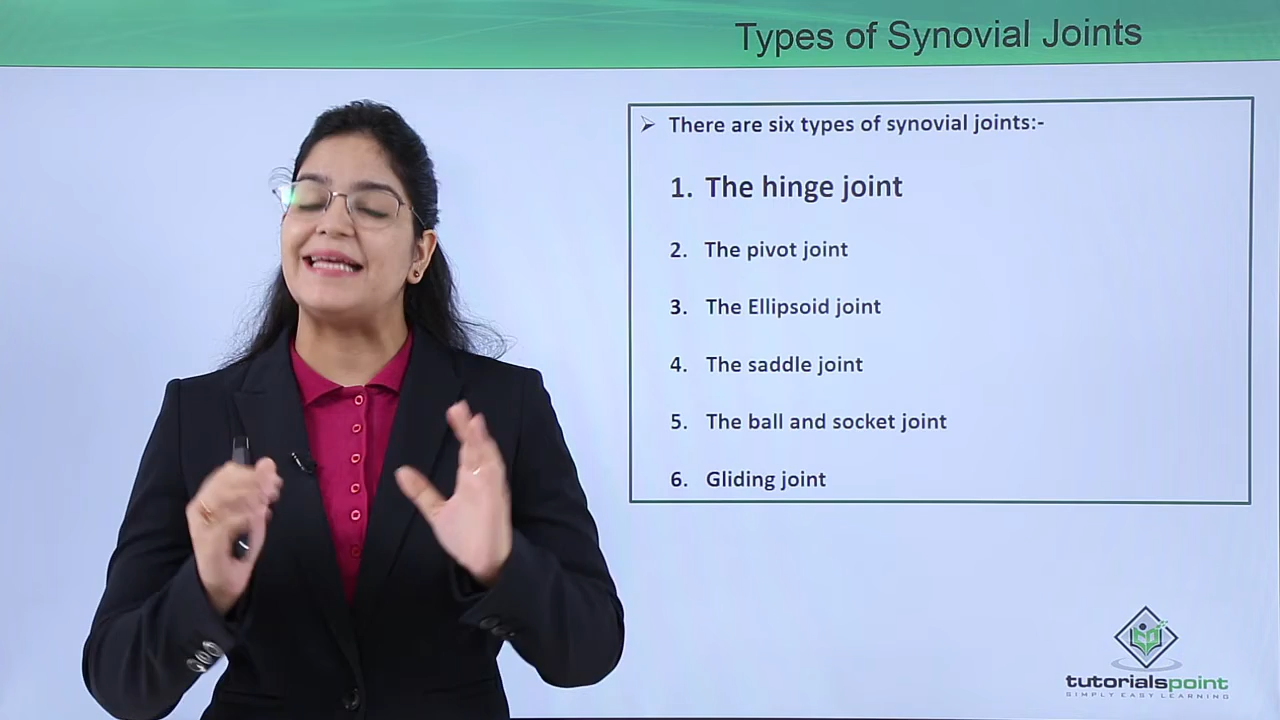 Types of Synovial Joints
➢ There are six types of synovial joints:-
1. The hinge joint
2. The pivot joint
3. The Ellipsoid joint
4. The saddle joint
5. The ball and socket joint
6. Gliding joint
tutorialspoint
SIMPLY EASY LEARNING